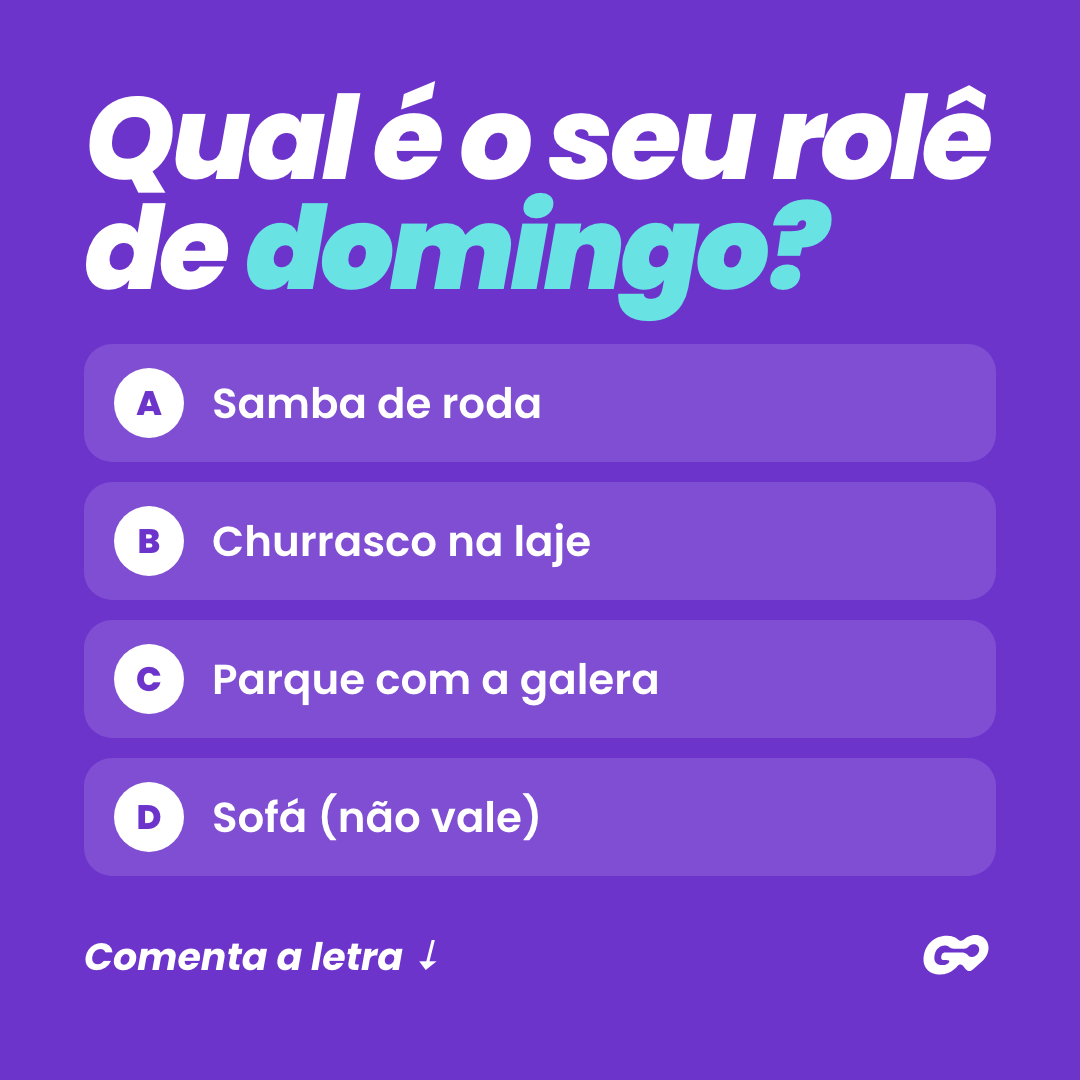 Qual é o seu rolê
de domingo?
A Samba de roda
B Churrasco na laje
C Parque com a galera
D Sofá (não vale)
Comenta a letra ↓
GO